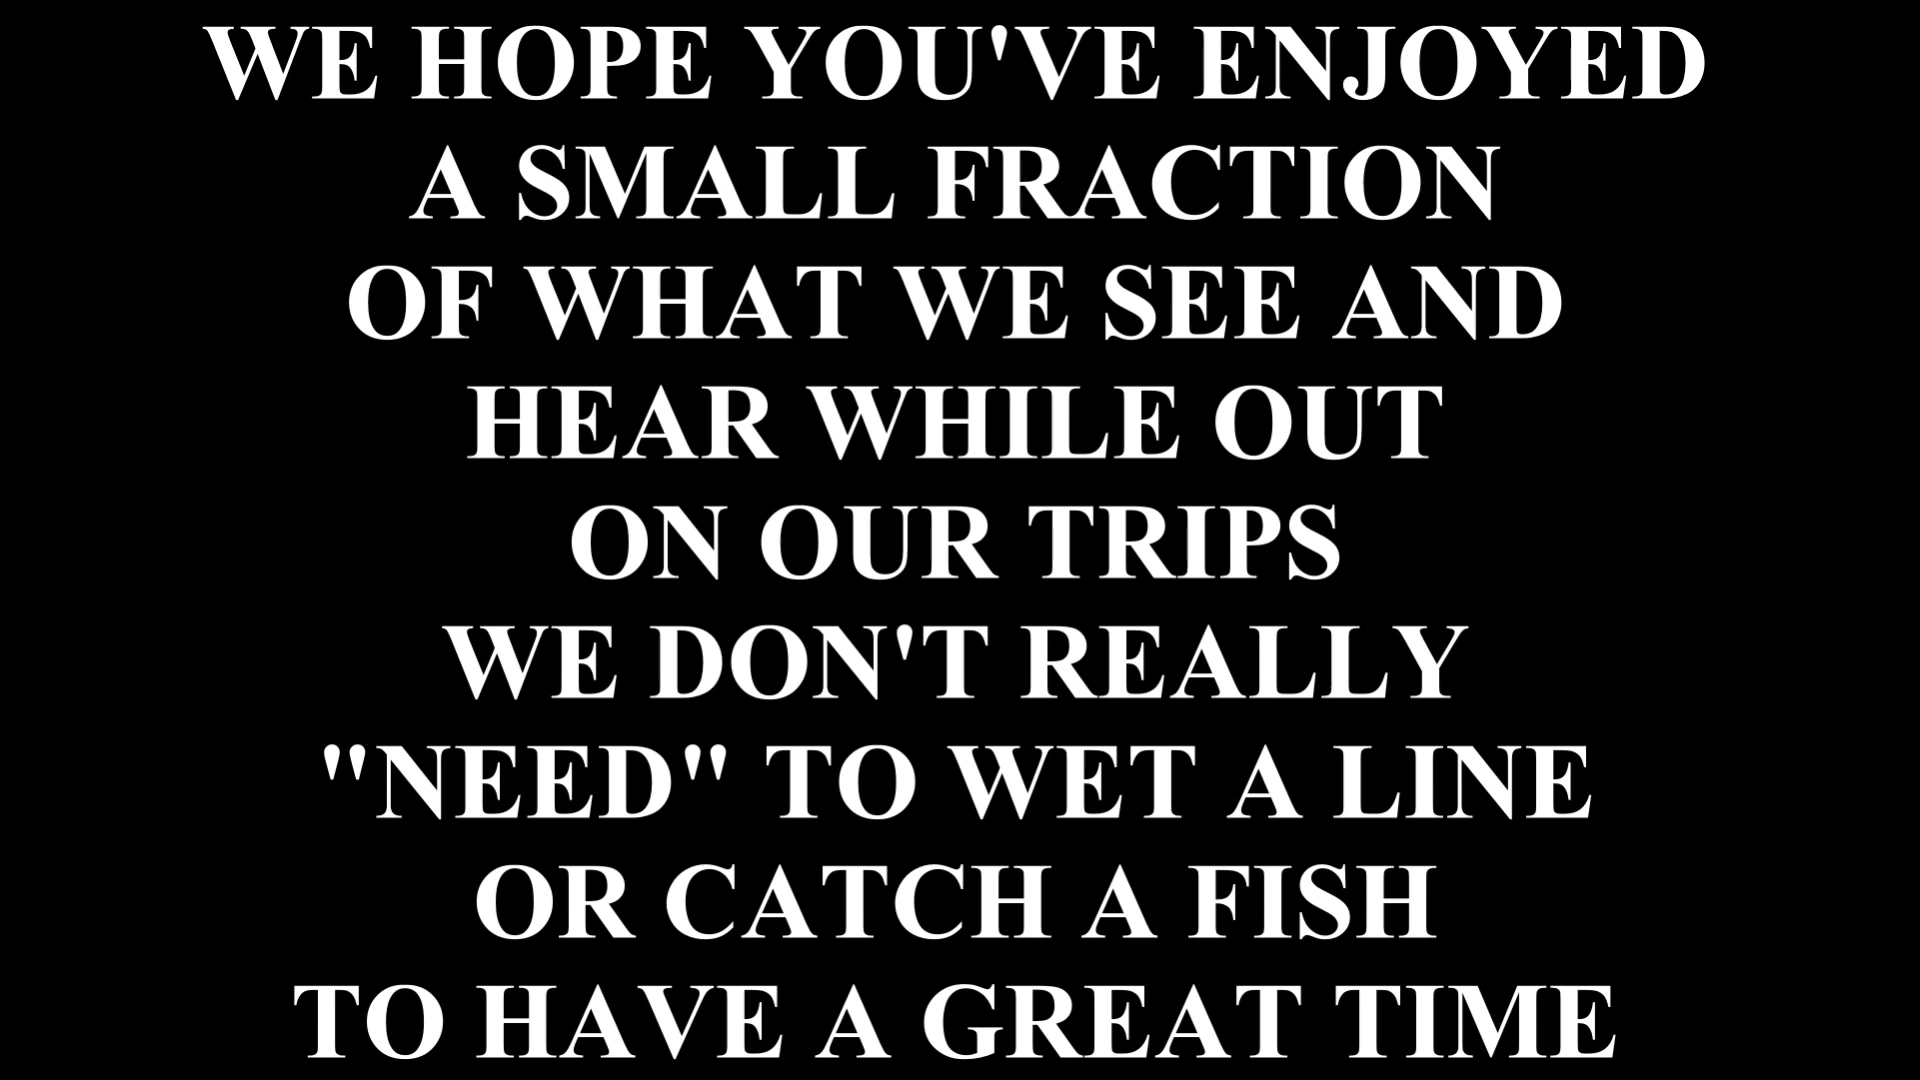 WE HOPE YOU'VE ENJOYED
A SMALL FRACTION
OF WHAT WE SEE AND
HEAR WHILE OUT
ON OUR TRIPS
WE DON'T REALLY
"NEED" TO WET A LINE
OR CATCH A FISH
TO HAVE A GREAT TIME